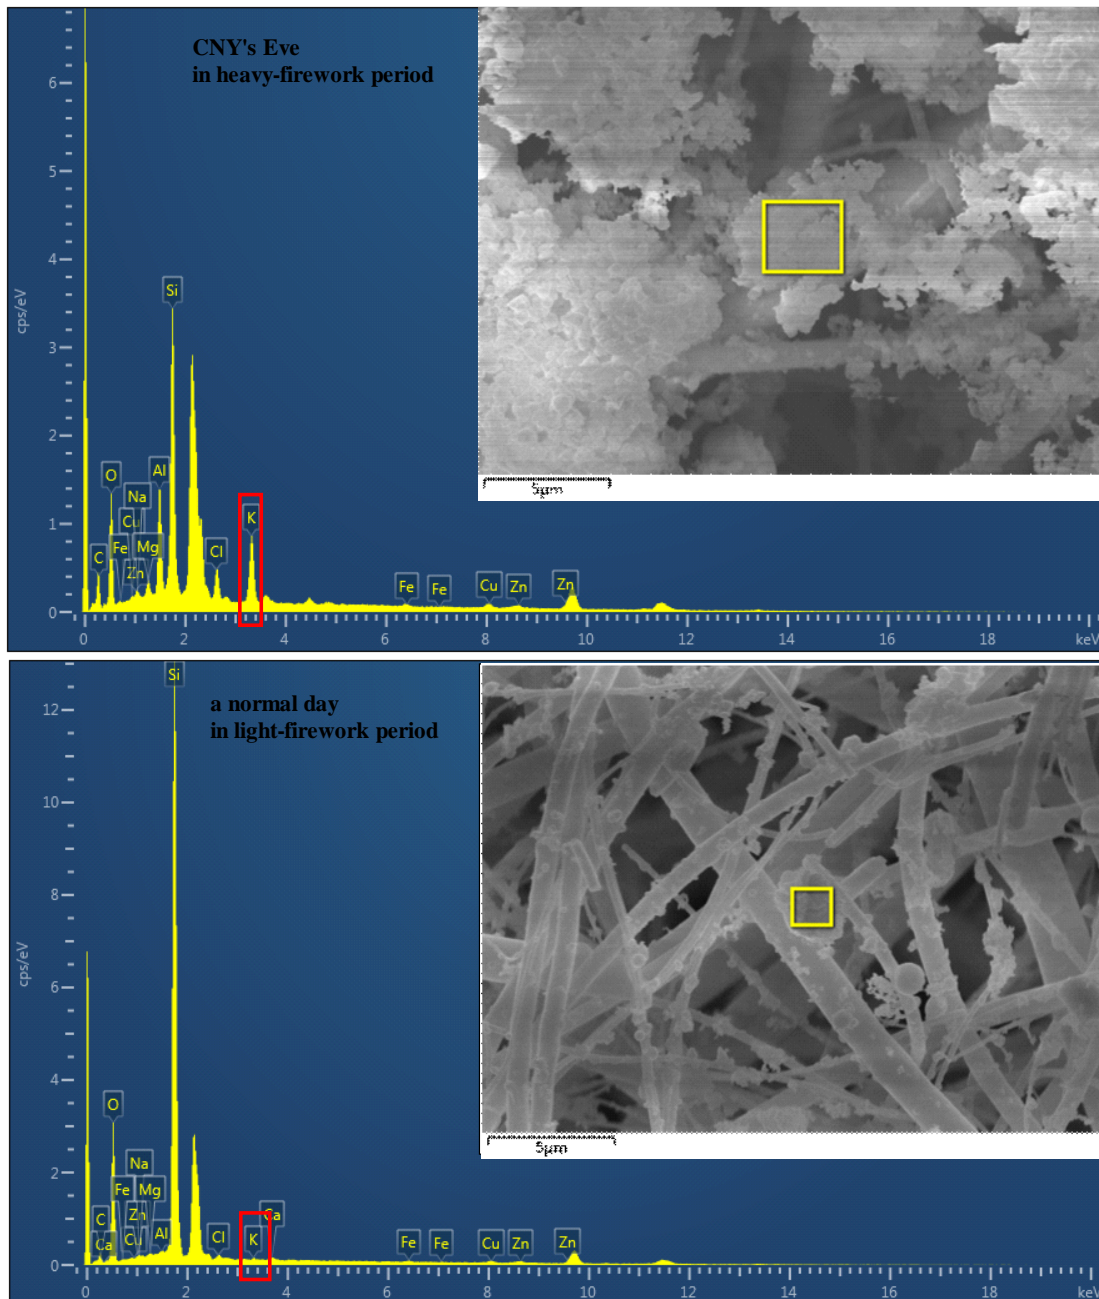 CNY's Eve
in heavy-firework period
6
5
4
3
2
1
0
cps/eV
Si
O
Al
Na
Cu
K
Fe
Mg
Cl
C
Zn
Fe
Fe
Cu
Zn
Zn
0 2 4 6 8 10 12 14 16 18 keV
5µm
a normal day
in light-firework period
12
10
8
6
4
2
0
cps/eV
Si
O
Na
Fe
Mg
C
Zn
Ca
Ca
Cu
Al
Cl
K
Fe
Fe
Cu
Zn
Zn
0 2 4 6 8 10 12 14 16 18 keV
5µm